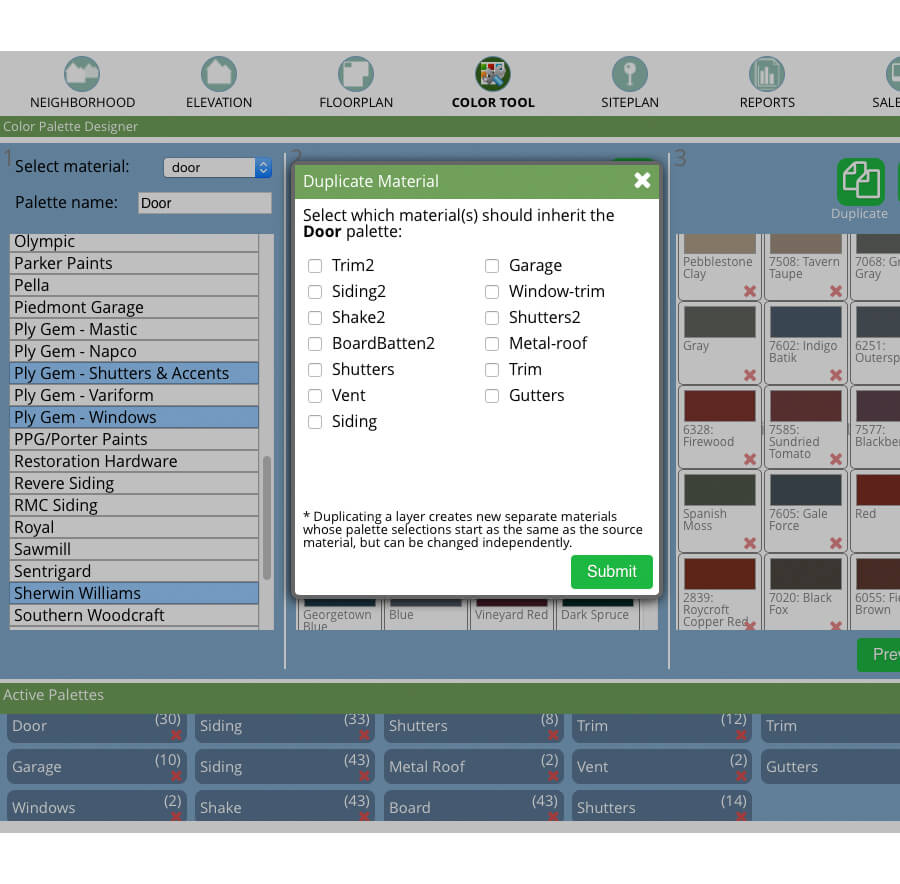 NEIGHBORHOOD
ELEVATION
FLOORPLAN
COLOR TOOL
SITEPLAN
REPORTS
SALE
Color Palette Designer
1
Select material:
door
Palette name:
Door
Olympic
Parker Paints
Pella
Piedmont Garage
Ply Gem - Mastic
Ply Gem - Napco
Ply Gem - Shutters & Accents
Ply Gem - Variform
Ply Gem - Windows
PPG/Porter Paints
Restoration Hardware
Revere Siding
RMC Siding
Royal
Sawmill
Sentrigard
Sherwin Williams
Southern Woodcraft
2
Duplicate Material
Select which material(s) should inherit the
Door palette:
Trim2
Garage
Siding2
Window-trim
Shake2
Shutters2
BoardBatten2
Metal-roof
Shutters
Trim
Vent
Gutters
Siding
* Duplicating a layer creates new separate materials
whose palette selections start as the same as the source
material, but can be changed independently.
Submit
Georgetown
Blue
Blue
Vineyard Red
Dark Spruce
3
Duplicate
Pebblestone
Clay
7508: Tavern
Taupe
7068: Gr
Gray
Gray
7602: Indigo
Batik
6251:
Outersp
6328:
Firewood
7585:
Sundried
Tomato
7577:
Blackbe
Spanish
Moss
7605: Gale
Force
Red
2839:
Roycroft
Copper Red
7020: Black
Fox
6055: Fie
Brown
Prev
Active Palettes
Door (30)
Siding (33)
Shutters (8)
Trim (12)
Trim
Garage (10)
Siding (43)
Metal Roof (2)
Vent (2)
Gutters
Windows (2)
Shake (43)
Board (43)
Shutters (14)